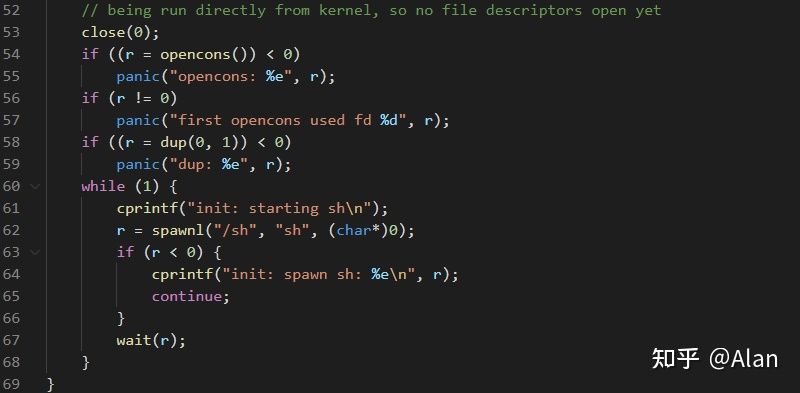 52 // being run directly from kernel, so no file descriptors open yet
53 close(0);
54 if ((r = opencons()) < 0)
55 panic("opencons: %e", r);
56 if (r != 0)
57 panic("first opencons used fd %d", r);
58 if ((r = dup(0, 1)) < 0)
59 panic("dup: %e", r);
60 while (1) {
61 cprintf("init: starting sh\n");
62 r = spawnl("/sh", "sh", (char*)0);
63 if (r < 0) {
64 cprintf("init: spawn sh: %e\n", r);
65 continue;
66 }
67 wait(r);
68 }
69 }
知乎 @Alan